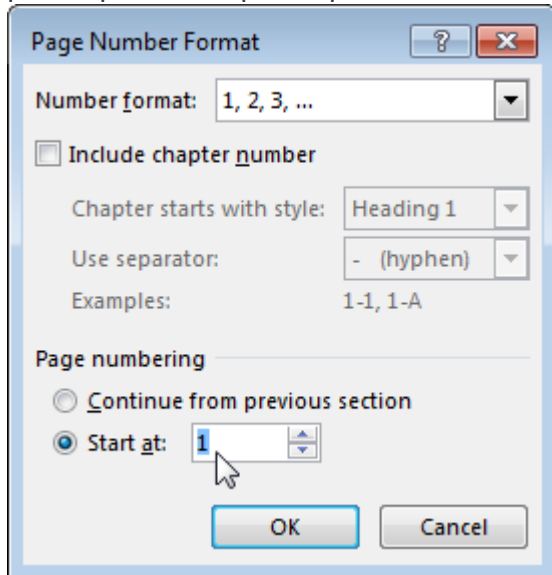 Page Number Format
Number format: 1, 2, 3, ...
Include chapter number
Chapter starts with style: Heading 1
Use separator: - (hyphen)
Examples: 1-1, 1-A
Page numbering
Continue from previous section
Start at: 1
OK Cancel